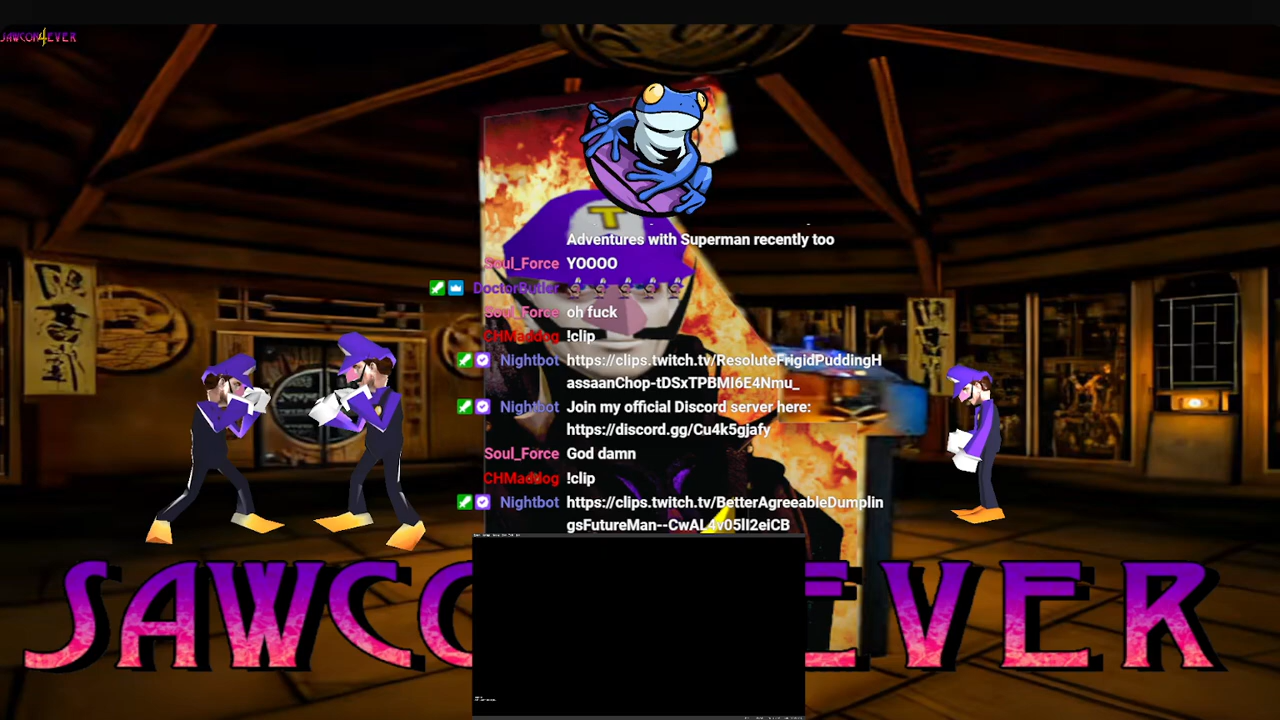 SAWCON4EVER
T
Adventures with Superman recently too
Soul_Force YOOOO
DoctorButler
Soul_Force oh fuck
CHMaddog !clip
Nightbot https://clips.twitch.tv/ResoluteFrigidPuddingH
assaanChop-tDSxTPBMI6E4Nmu_
Nightbot Join my official Discord server here:
https://discord.gg/Cu4k5gjafy
Soul_Force God damn
CHMaddog !clip
Nightbot https://clips.twitch.tv/BetterAgreeableDumplin
gsFutureMan--CwAL4v05ll2eiCB
SAWCO EVER